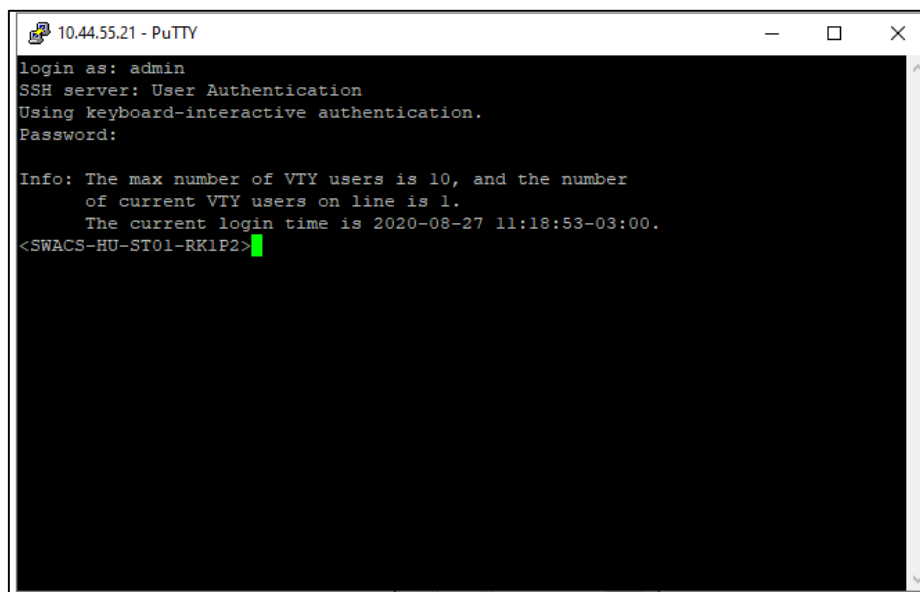 10.44.55.21 - PuTTY
login as: admin
SSH server: User Authentication
Using keyboard-interactive authentication.
Password:
Info: The max number of VTY users is 10, and the number
of current VTY users on line is 1.
The current login time is 2020-08-27 11:18:53-03:00.
<SWACS-HU-ST01-RK1P2>